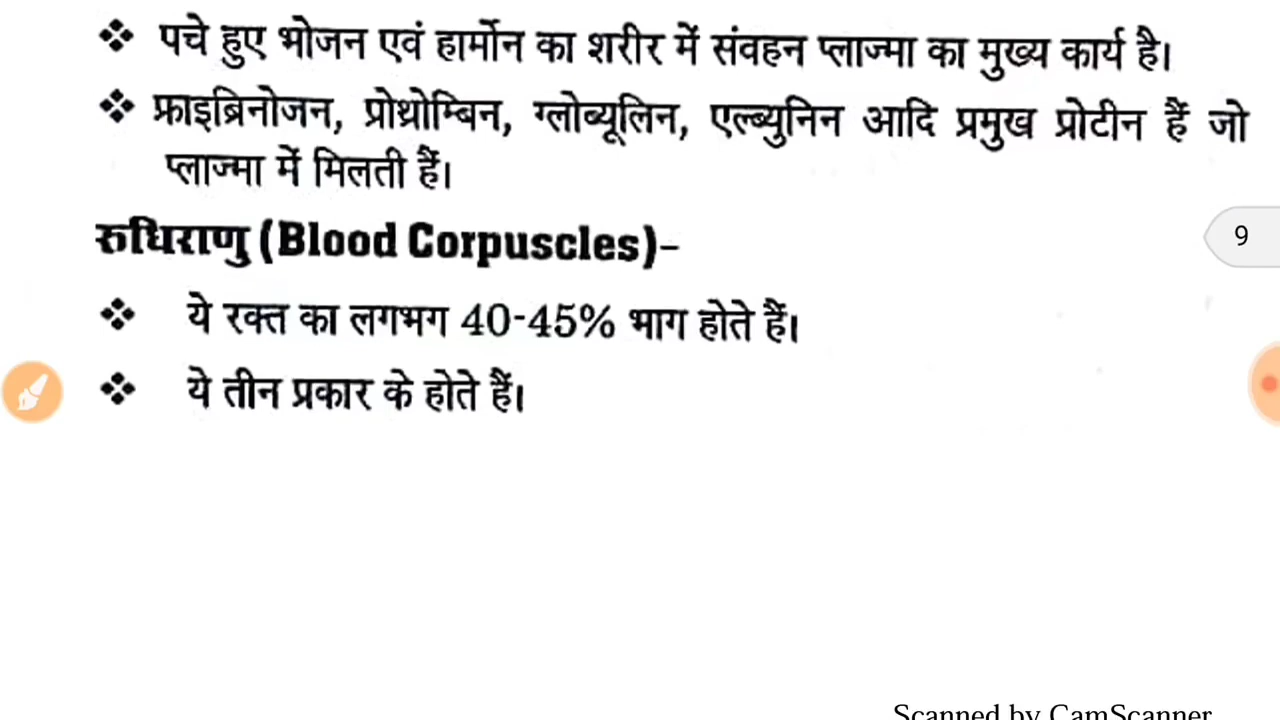 ❖ पचे हुए भोजन एवं हार्मोन का शरीर में संवहन प्लाज्मा का मुख्य कार्य है।
❖ फ्राइब्रिनोजन, प्रोथ्रोम्बिन, ग्लोब्यूलिन, एल्ब्युनिन आदि प्रमुख प्रोटीन हैं जो
प्लाज्मा में मिलती हैं।
रुधिराणु (Blood Corpuscles)–
9
❖ ये रक्त का लगभग 40-45% भाग होते हैं।
❖ ये तीन प्रकार के होते हैं।
Scanned by CamScanner